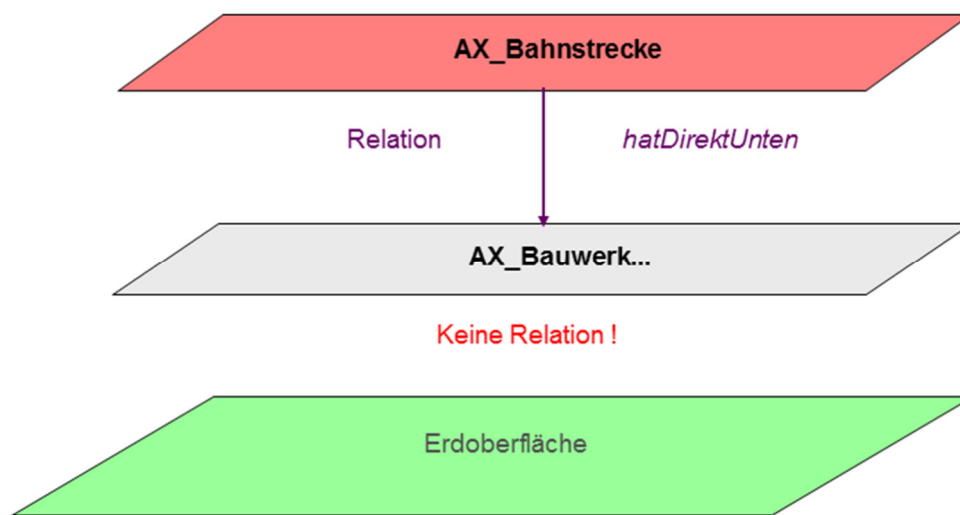 AX_Bahnstrecke
Relation hatDirektUnten
AX_Bauwerk...
Keine Relation !
Erdoberfläche